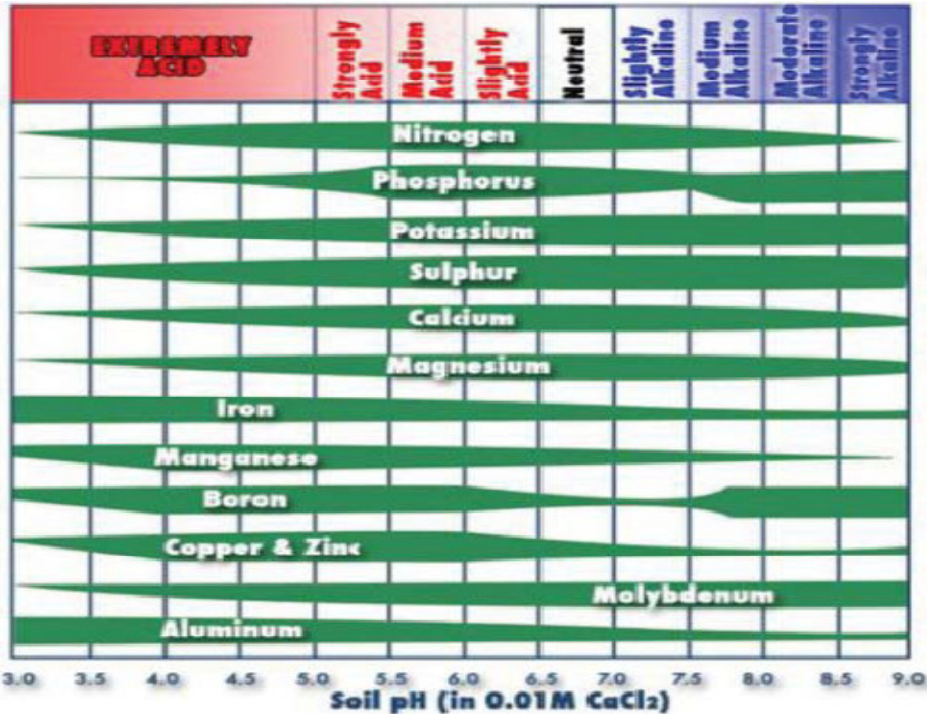 EXTREMELY
ACID
Strongly
Acid
Medium
Acid
Slightly
Acid
Neutral
Slightly
Alkaline
Medium
Alkaline
Moderate
Alkaline
Strongly
Alkaline
Nitrogen
Phosphorus
Potassium
Sulphur
Calcium
Magnesium
Iron
Manganese
Boron
Copper & Zinc
Molybdenum
Aluminum
3.0 3.5 4.0 4.5 5.0 5.5 6.0 6.5 7.0 7.5 8.0 8.5 9.0
Soil pH (in 0.01M CaCl₂)